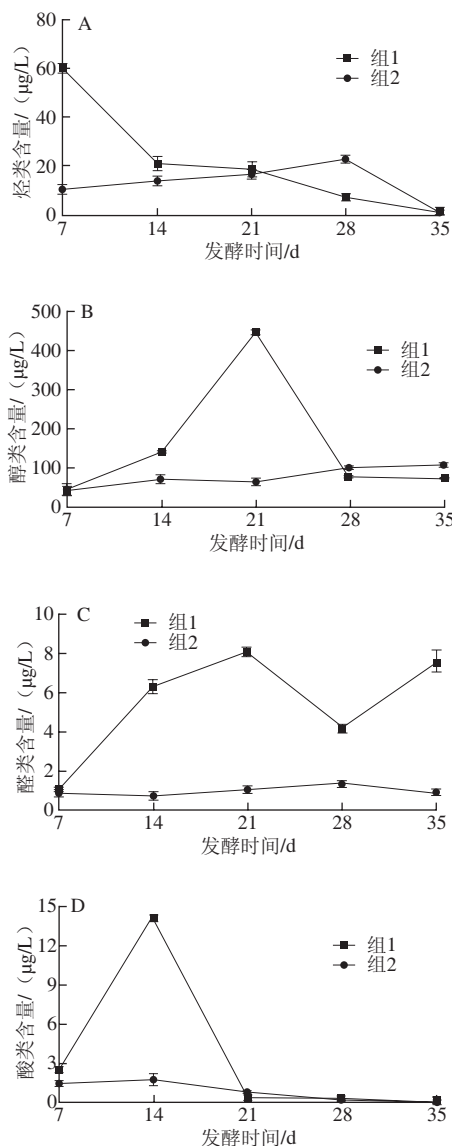 A
80
60
40
20
0
烃类含量/（μg/L）
组1
组2
7 14 21 28 35
发酵时间/d
B
500
400
300
200
100
0
醇类含量/（μg/L）
组1
组2
7 14 21 28 35
发酵时间/d
C
10
8
6
4
2
0
醛类含量/（μg/L）
组1
组2
7 14 21 28 35
发酵时间/d
D
15
12
9
6
3
0
酸类含量/（μg/L）
组1
组2
7 14 21 28 35
发酵时间/d